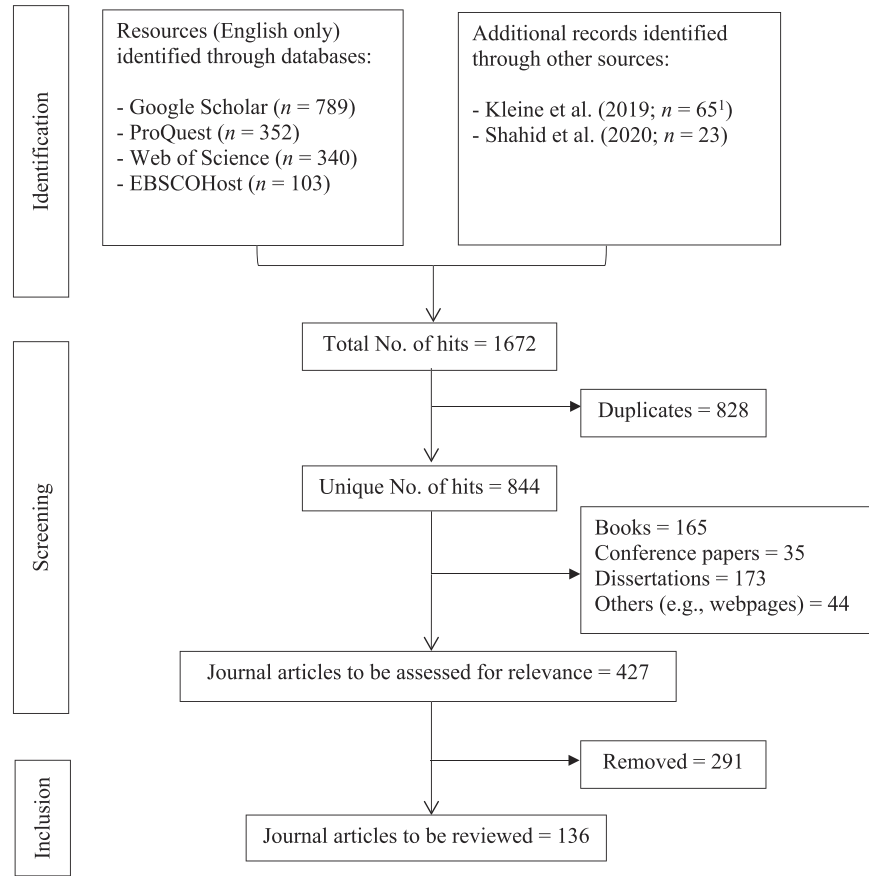 Identification
Resources (English only)
identified through databases:
- Google Scholar (n = 789)
- ProQuest (n = 352)
- Web of Science (n = 340)
- EBSCOHost (n = 103)
Additional records identified
through other sources:
- Kleine et al. (2019; n = 65¹)
- Shahid et al. (2020; n = 23)
Screening
Total No. of hits = 1672
Duplicates = 828
Unique No. of hits = 844
Books = 165
Conference papers = 35
Dissertations = 173
Others (e.g., webpages) = 44
Journal articles to be assessed for relevance = 427
Inclusion
Removed = 291
Journal articles to be reviewed = 136